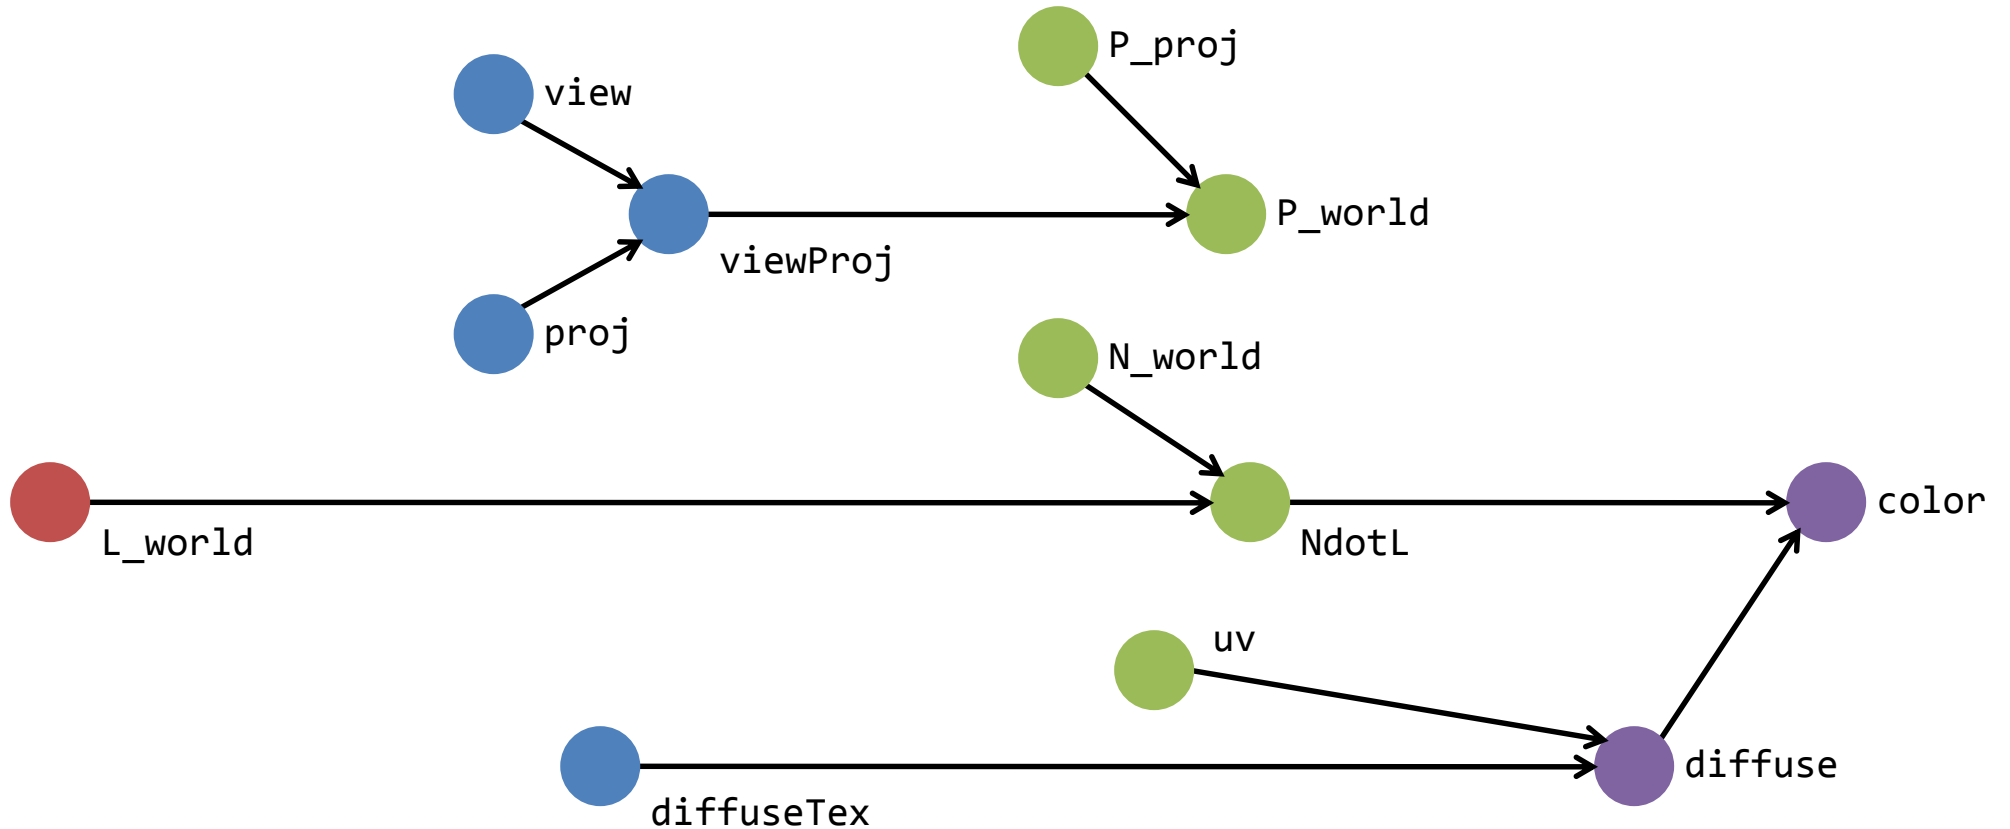 P_proj
view
P_world
viewProj
proj
N_world
color
L_world
NdotL
uv
diffuse
diffuseTex